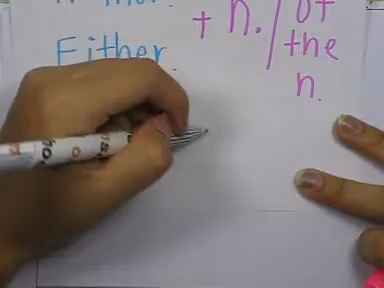 Either.
+ n. / of
the
n.